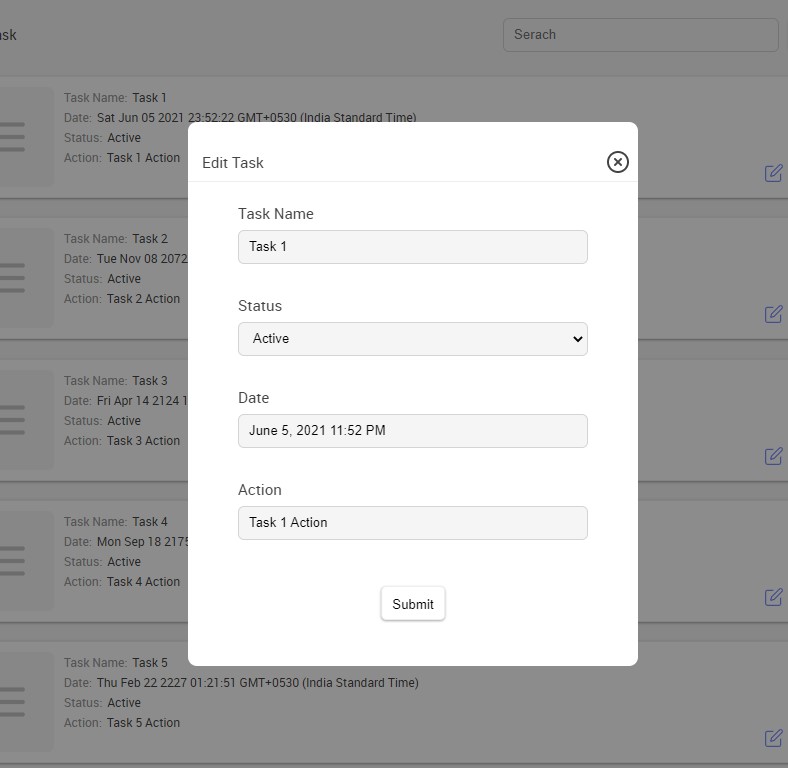 ask
Serach
Task Name: Task 1
Date: Sat Jun 05 2021 23:52:22 GMT+0530 (India Standard Time)
Status: Active
Action: Task 1 Action
Task Name: Task 2
Date: Tue Nov 08 2072
Status: Active
Action: Task 2 Action
Task Name: Task 3
Date: Fri Apr 14 2124 1
Status: Active
Action: Task 3 Action
Task Name: Task 4
Date: Mon Sep 18 2175
Status: Active
Action: Task 4 Action
Task Name: Task 5
Date: Thu Feb 22 2227 01:21:51 GMT+0530 (India Standard Time)
Status: Active
Action: Task 5 Action
Edit Task
Task Name
Task 1
Status
Active
Date
June 5, 2021 11:52 PM
Action
Task 1 Action
Submit